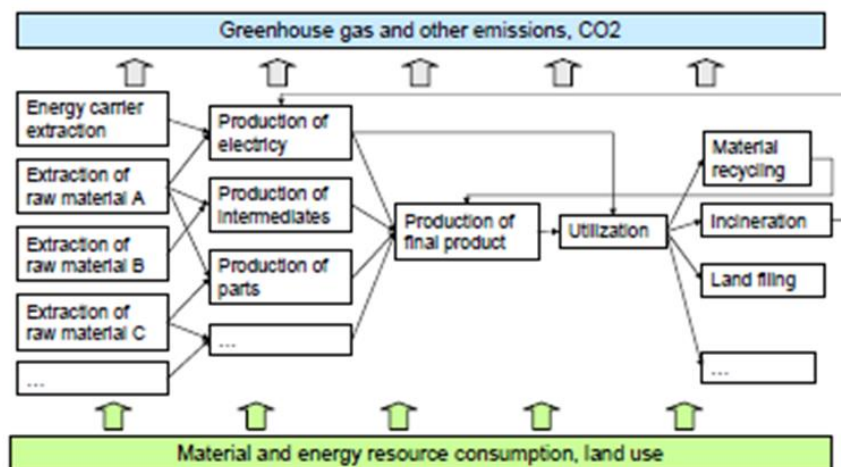 Greenhouse gas and other emissions, CO2
Energy carrier
extraction
Extraction of
raw material A
Extraction of
raw material B
Extraction of
raw material C
...
Production of
electricy
Production of
intermediates
Production of
parts
...
Production of
final product
Utilization
Material
recycling
Incineration
Land filing
...
Material and energy resource consumption, land use